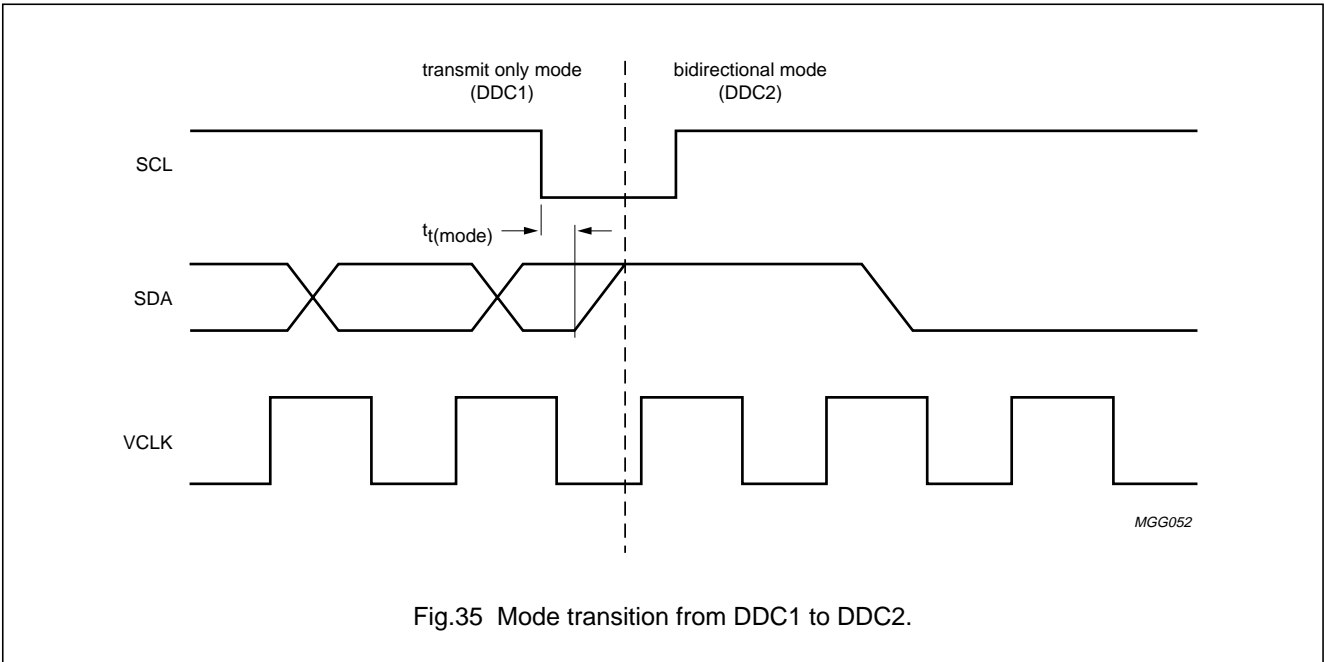 transmit only mode
(DDC1)
bidirectional mode
(DDC2)
SCL
tt(mode)
SDA
VCLK
MGG052
Fig.35 Mode transition from DDC1 to DDC2.